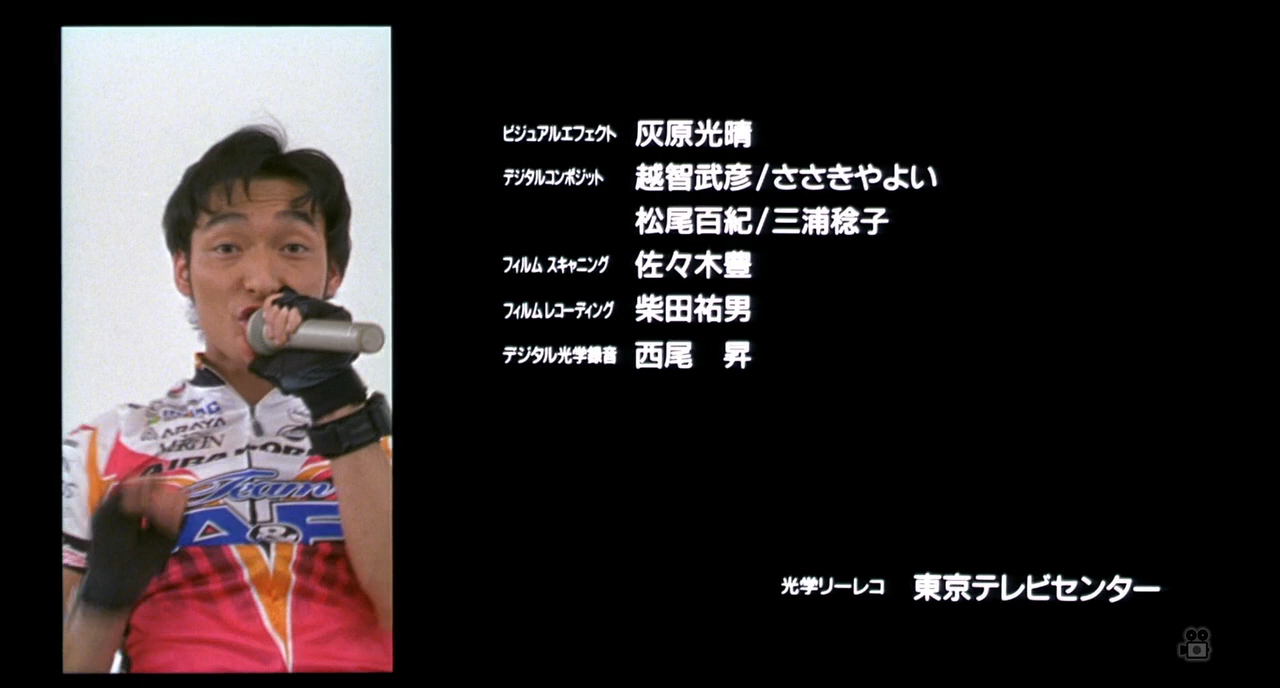 ビジュアルエフェクト 灰原光晴
デジタルコンポジット 越智武彦/ささきやよい
松尾百紀/三浦稔子
フィルム スキャニング 佐々木豊
フィルムレコーディング 柴田祐男
デジタル光学録音 西尾 昇
光学リーレコ 東京テレビセンター
ARAYA
Team